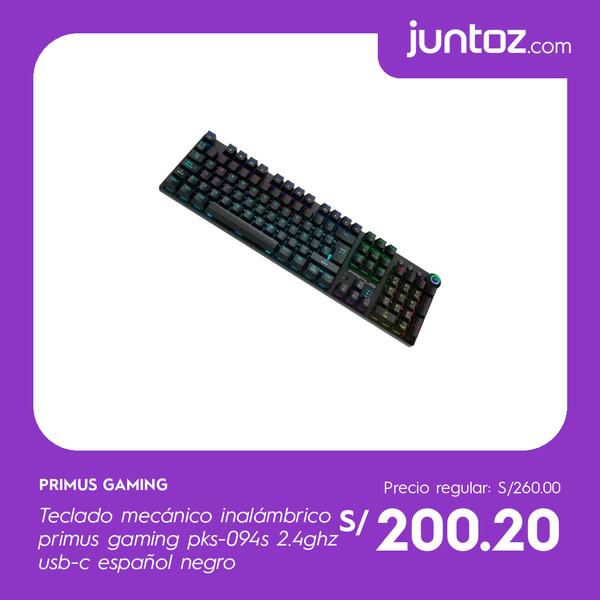 juntoz.com
PRIMUS GAMING
Teclado mecánico inalámbrico
primus gaming pks-094s 2.4ghz
usb-c español negro
Precio regular: S/260.00
S/ 200.20